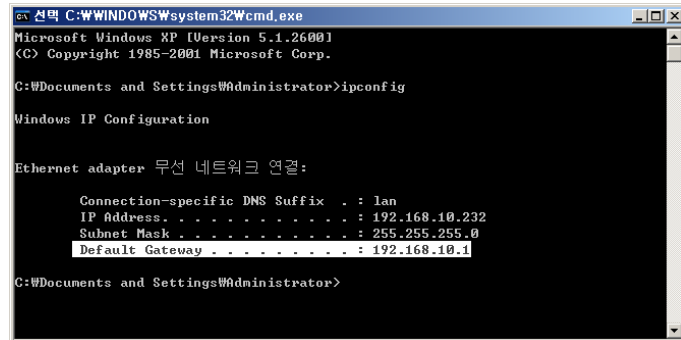 선택 C:₩WINDOWS₩system32₩cmd.exe
Microsoft Windows XP [Version 5.1.2600]
(C) Copyright 1985-2001 Microsoft Corp.
C:₩Documents and Settings₩Administrator>ipconfig
Windows IP Configuration
Ethernet adapter 무선 네트워크 연결:
Connection-specific DNS Suffix  . : lan
IP Address. . . . . . . . . . . . : 192.168.10.232
Subnet Mask . . . . . . . . . . . : 255.255.255.0
Default Gateway . . . . . . . . . : 192.168.10.1
C:₩Documents and Settings₩Administrator>